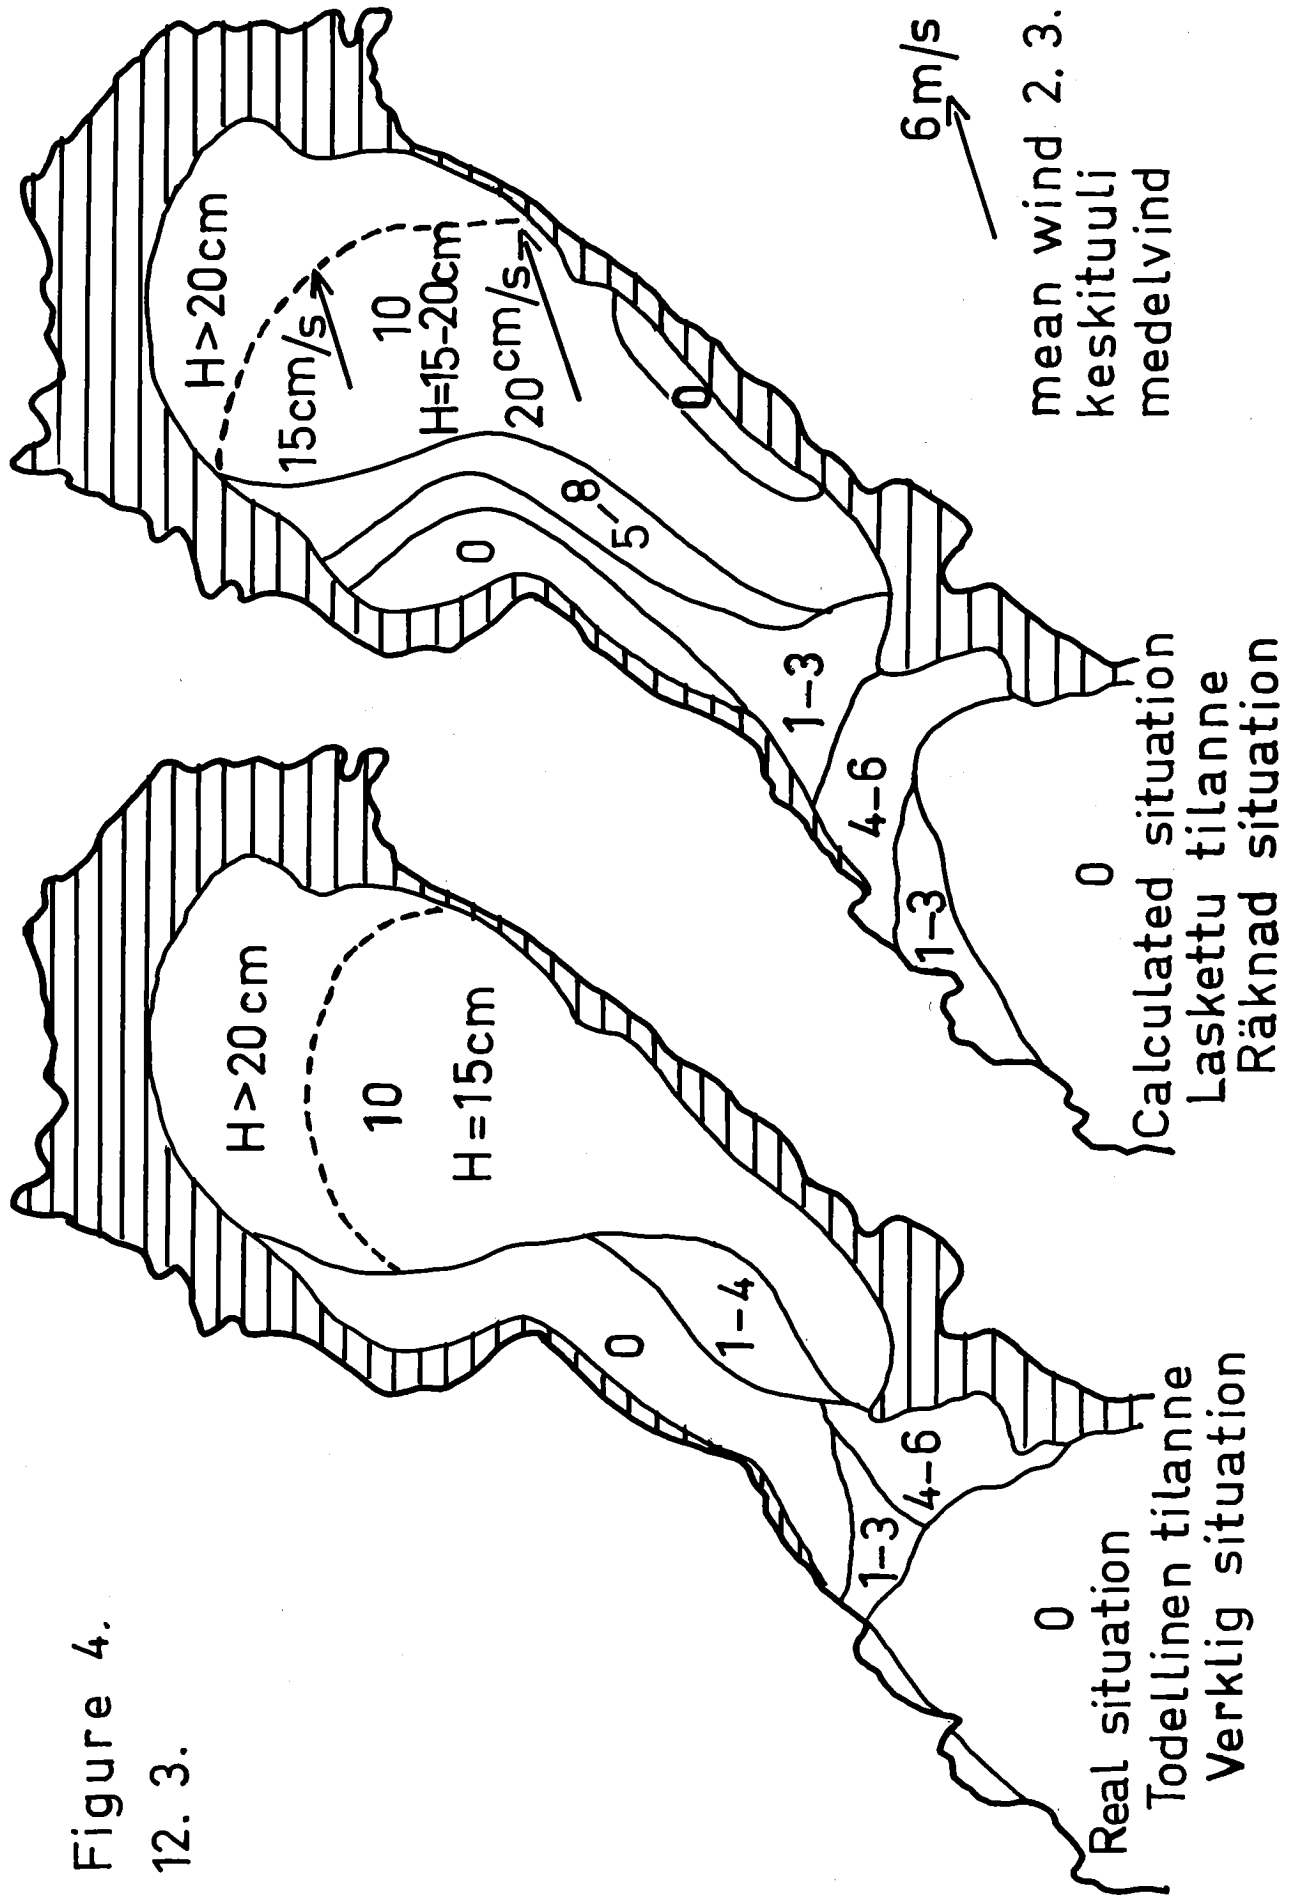 Figure 4.
12. 3.
H>20cm
10
H=15cm
0
1-4
1-3
4-6
0
Real situation
Todellinen tilanne
Verklig situation
H>20cm
15cm/s
10
H=15-20cm
20cm/s
0
8-5
0
1-3
4-6
1-3
0
Calculated situation
Laskettu tilanne
Räknad situation
6m/s
mean wind 2. 3.
keskituuli
medelvind